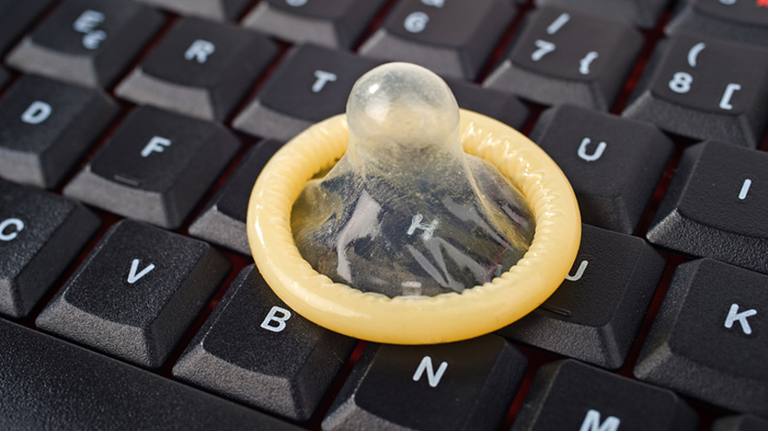 6 / 7 { ( 8 [
E € R T U I
D F H J K
C V B N M